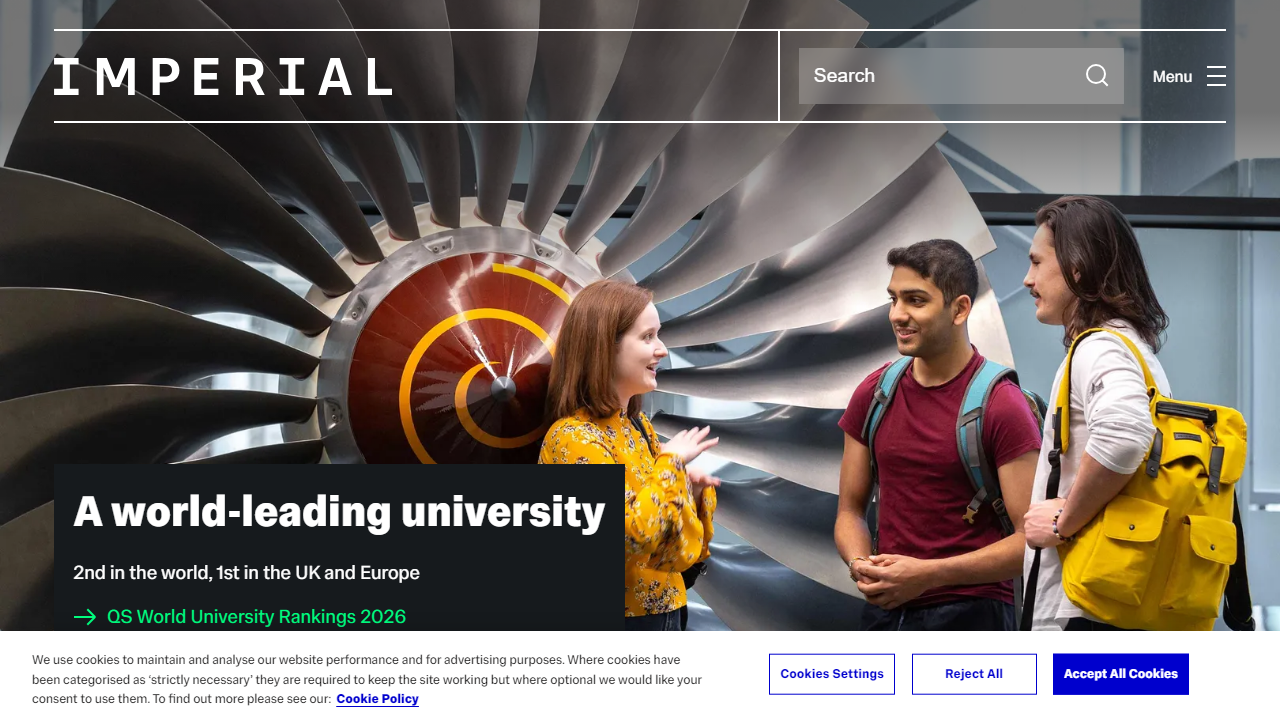 IMPERIAL
Search
Menu
A world-leading university
2nd in the world, 1st in the UK and Europe
QS World University Rankings 2026
We use cookies to maintain and analyse our website performance and for advertising purposes. Where cookies have
been categorised as ‘strictly necessary’ they are required to keep the site working but where optional we would like your
consent to use them. To find out more please see our: Cookie Policy
Cookies Settings
Reject All
Accept All Cookies